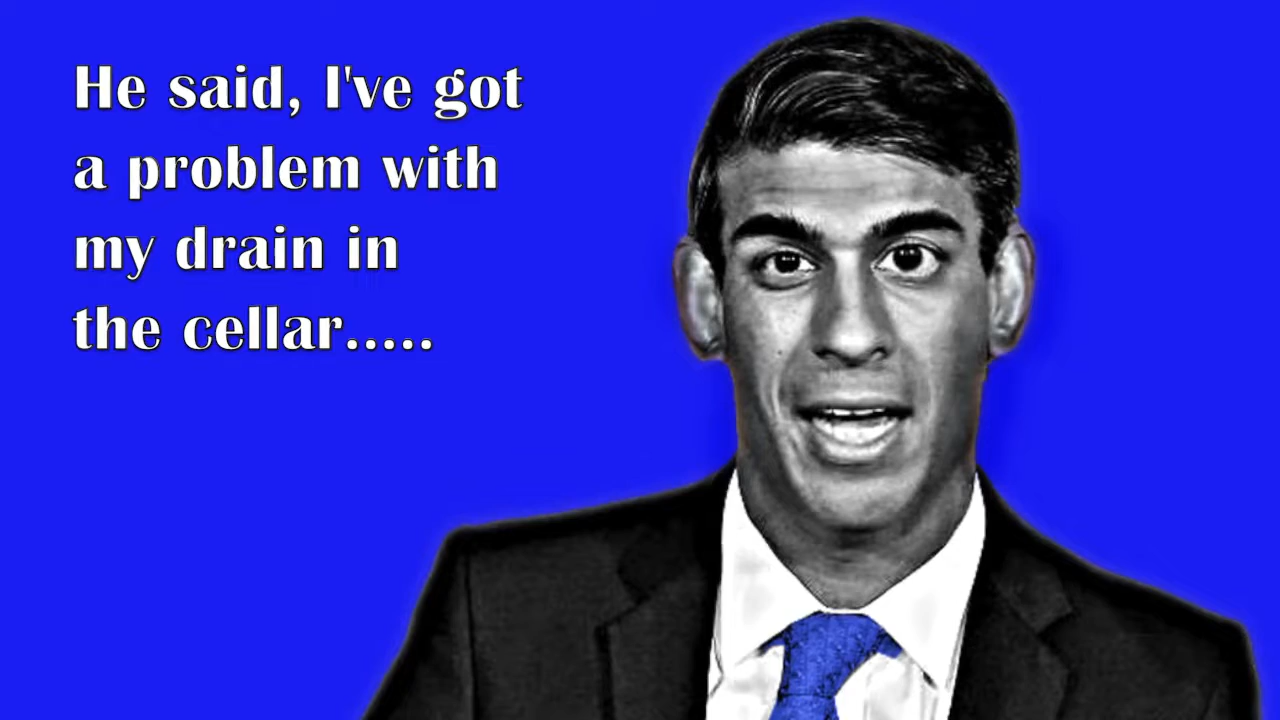 He said, I've got
a problem with
my drain in
the cellar.....